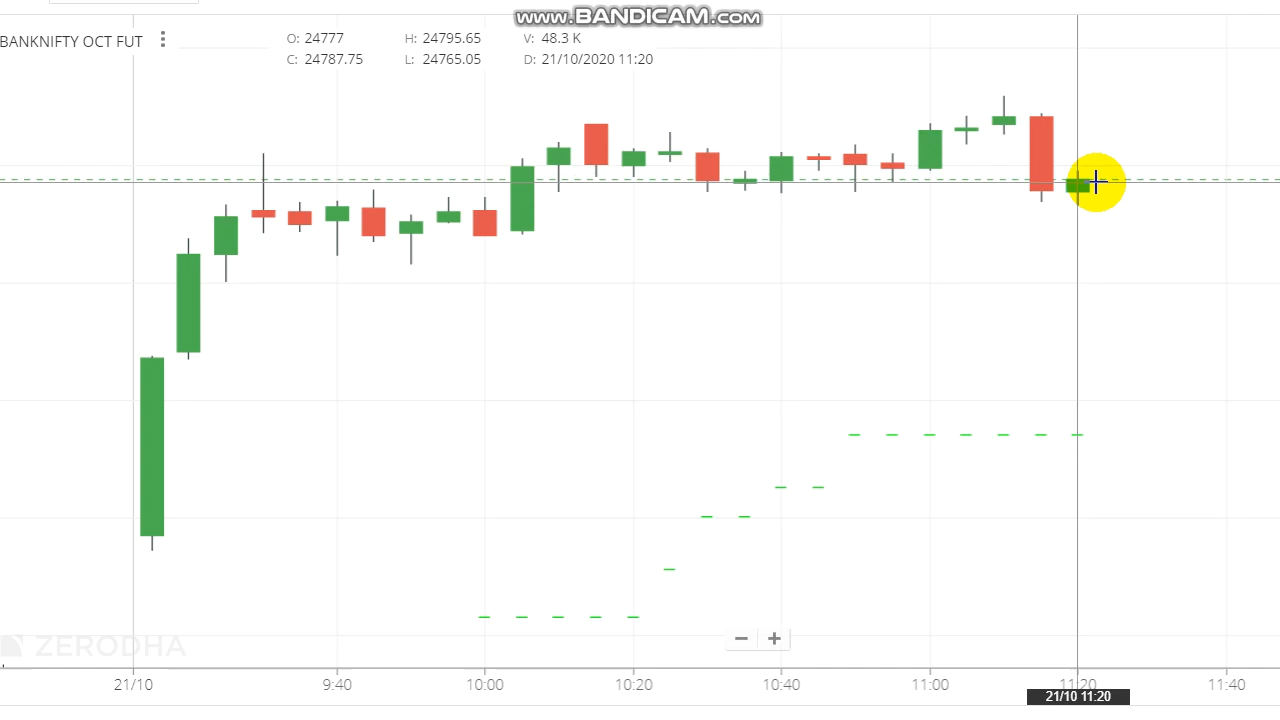 www.BANDICAM.com
BANKNIFTY OCT FUT
O: 24777 H: 24795.65 V: 48.3 K
C: 24787.75 L: 24765.05 D: 21/10/2020 11:20
ZERODHA
21/10 9:40 10:00 10:20 10:40 11:00 11:20 11:40
21/10 11:20